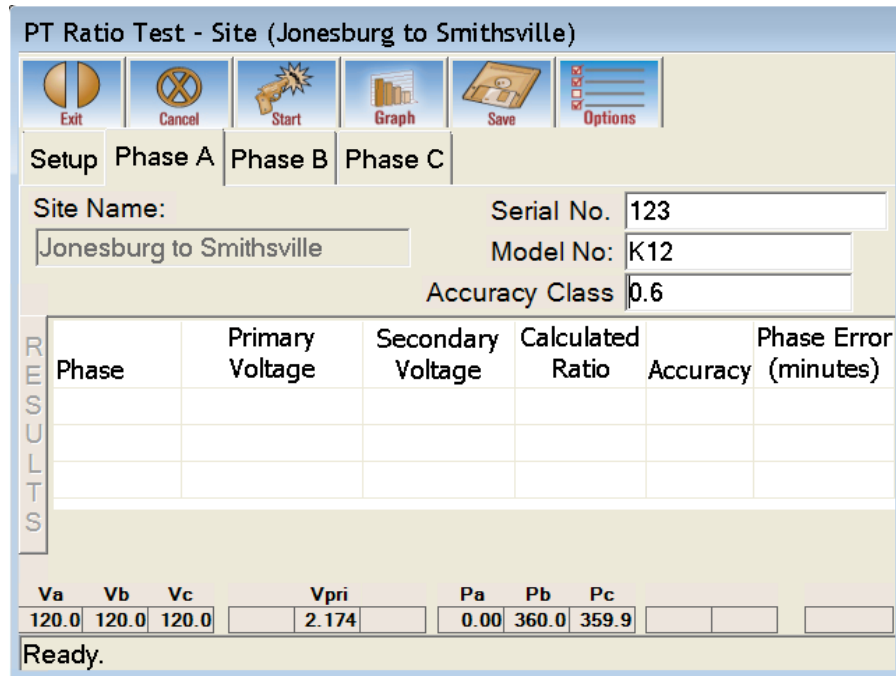 PT Ratio Test - Site (Jonesburg to Smithsville)
Exit Cancel Start Graph Save Options
Setup Phase A Phase B Phase C
Site Name:
Jonesburg to Smithsville
Serial No. 123
Model No: K12
Accuracy Class 0.6
RESULTS
Phase Primary Voltage Secondary Voltage Calculated Ratio Accuracy Phase Error (minutes)
Va Vb Vc Vpri Pa Pb Pc
120.0 120.0 120.0 2.174 0.00 360.0 359.9
Ready.